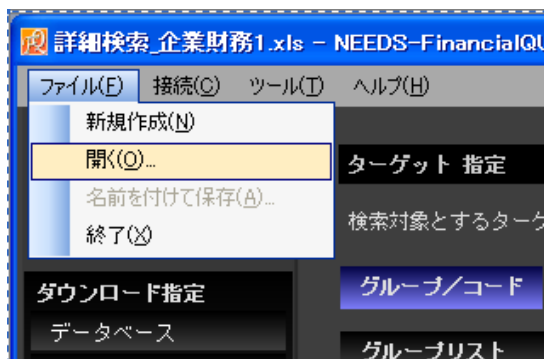 詳細検索_企業財務1.xls - NEEDS-FinancialQU
ファイル(F) 接続(C) ツール(T) ヘルプ(H)
新規作成(N)
開く(O)...
名前を付けて保存(A)...
終了(X)
ターゲット 指定
検索対象とするターゲ
グループ/コード
グループリスト
ダウンロード指定
データベース